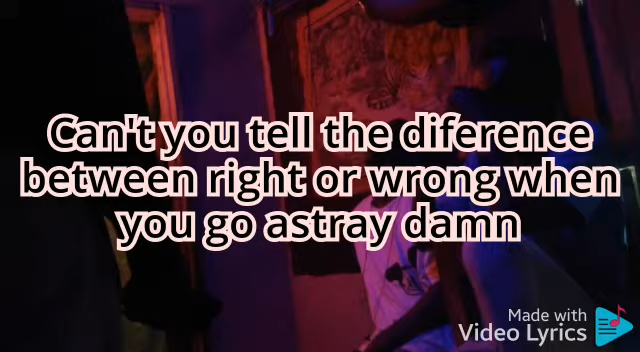 Can't you tell the diference
between right or wrong when
you go astray damn
Made with
Video Lyrics